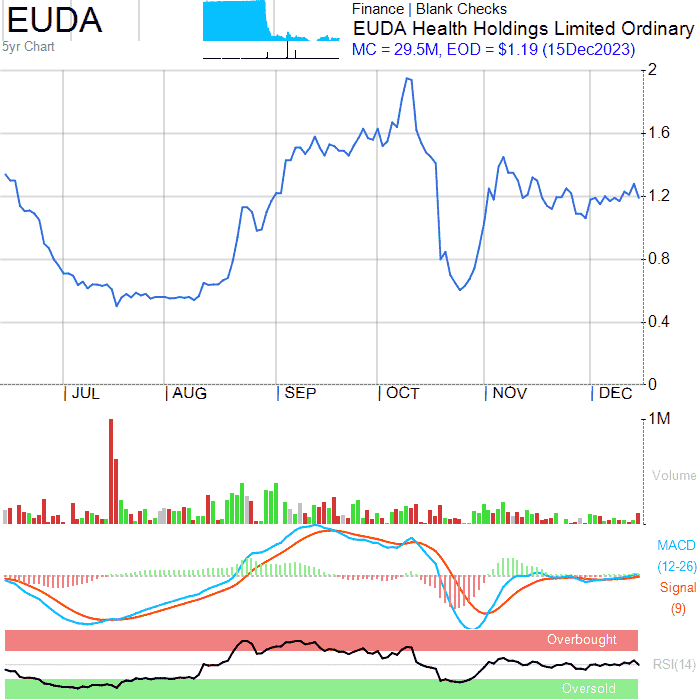 EUDA
5yr Chart
Finance | Blank Checks
EUDA Health Holdings Limited Ordinary
MC = 29.5M, EOD = $1.19 (15Dec2023)
2
1.6
1.2
0.8
0.4
0
JUL AUG SEP OCT NOV DEC
1M
Volume
MACD
(12-26)
Signal
(9)
Overbought
RSI(14)
Oversold